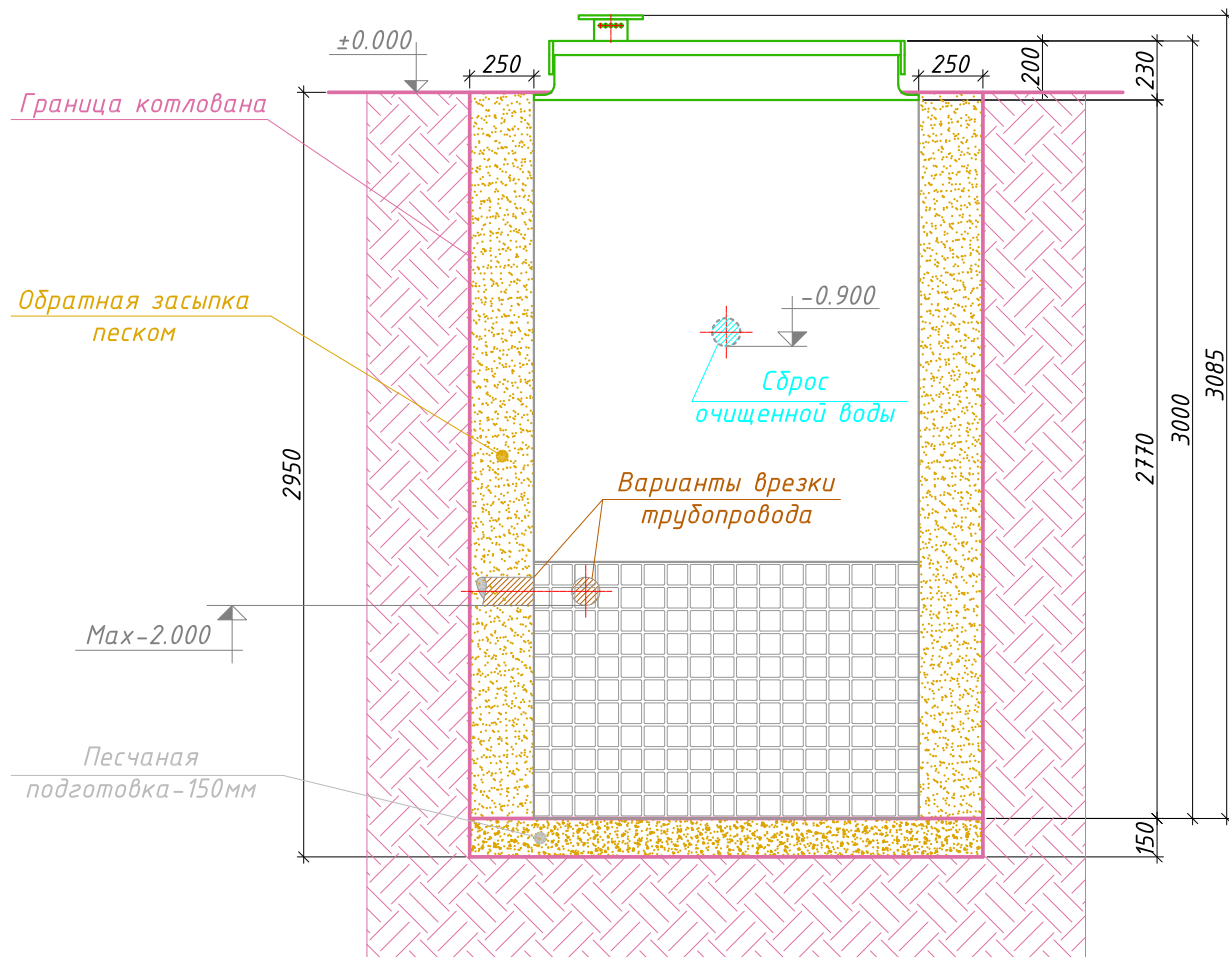 ±0.000
250
250
200
230
Граница котлована
Обратная засыпка
песком
-0.900
Сброс
очищенной воды
3085
3000
2770
2950
Варианты врезки
трубопровода
Max-2.000
Песчаная
подготовка-150мм
150